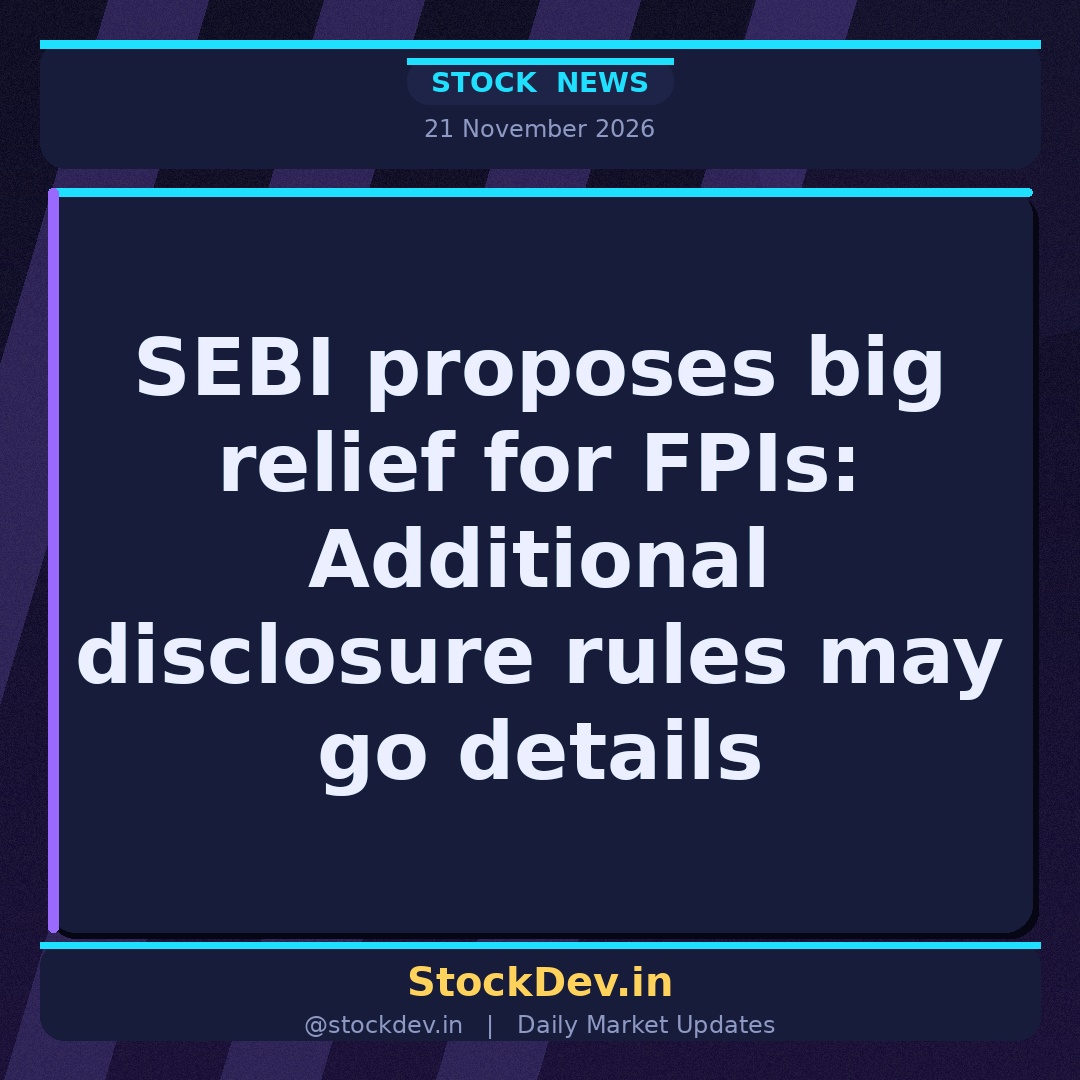 STOCK NEWS
21 November 2026
SEBI proposes big
relief for FPIs:
Additional
disclosure rules may
go details
StockDev.in
@stockdev.in | Daily Market Updates